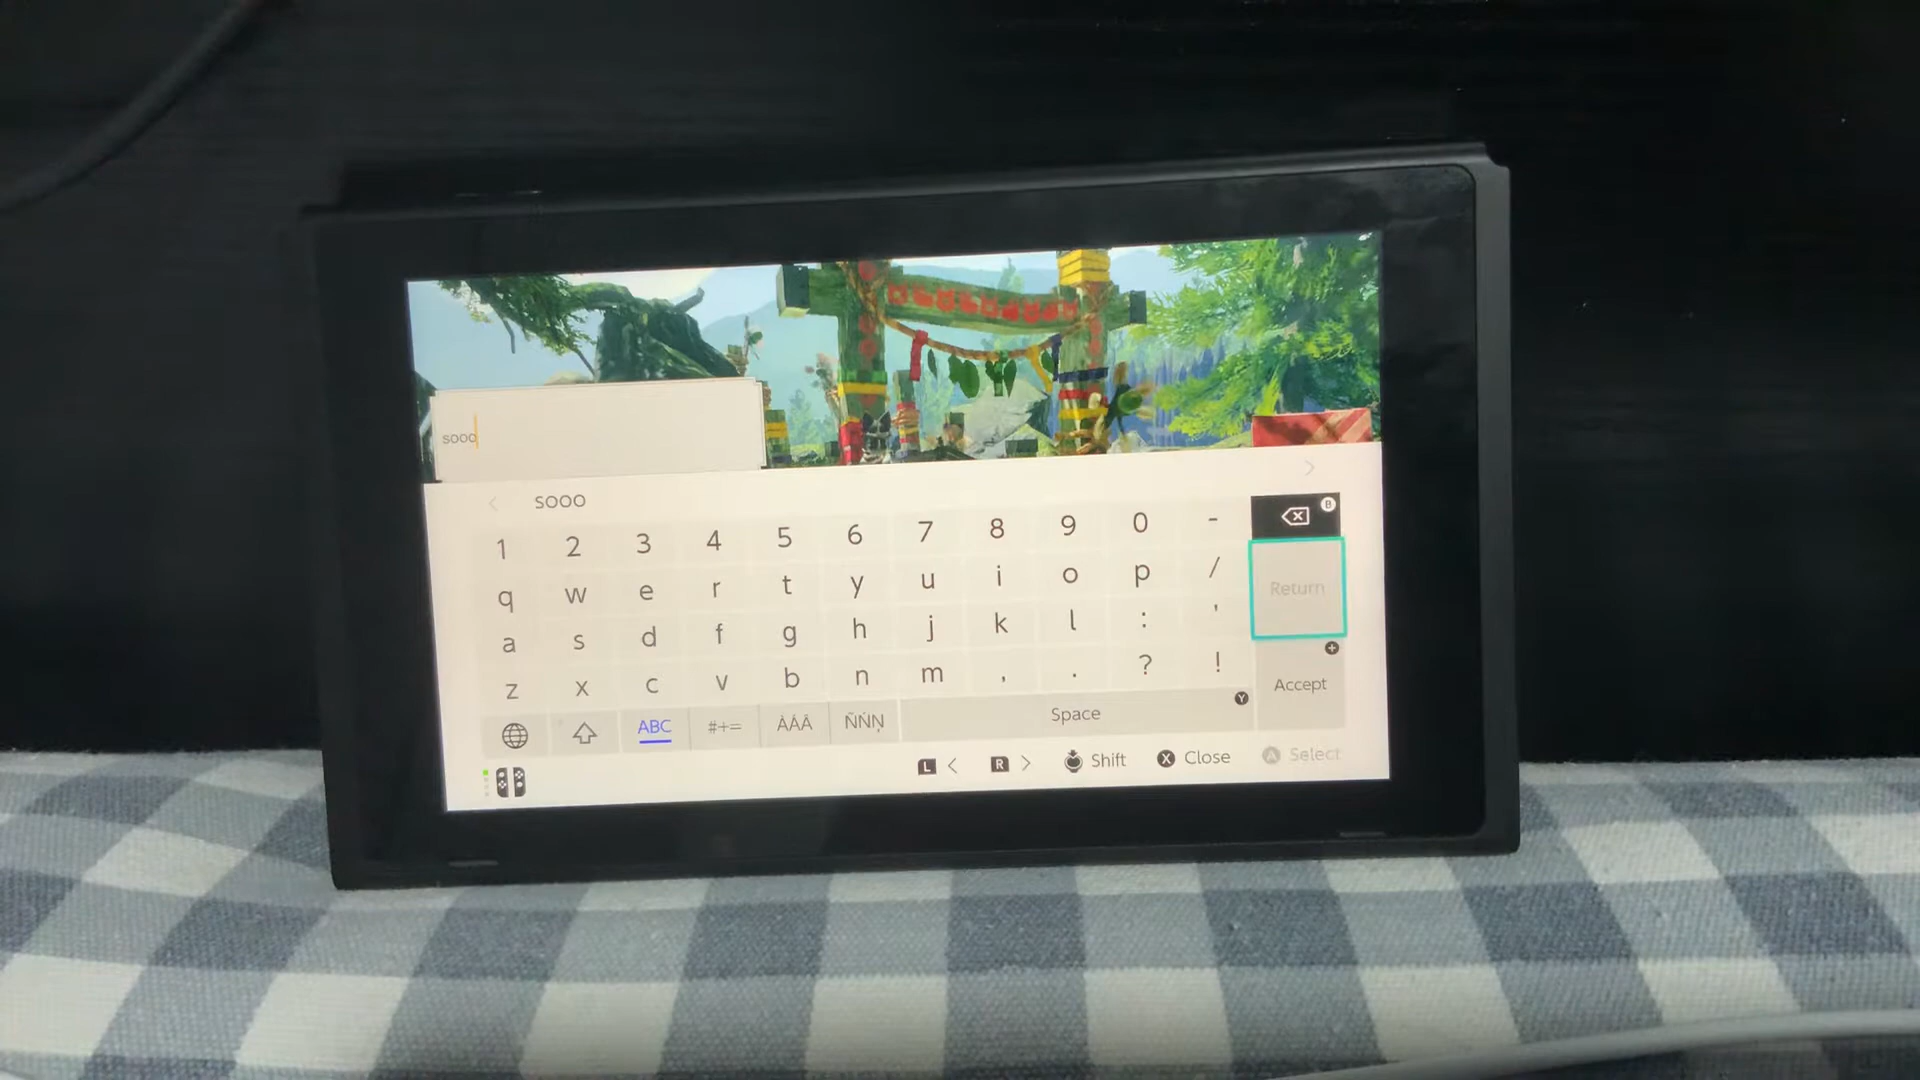 sooo
sooo
1 2 3 4 5 6 7 8 9 0 -
B
q w e r t y u i o p /
Return
a s d f g h j k l : '
z x c v b n m , . ? !
+
Accept
ABC #+= ÀÁÂ ÑŃŅ Space Y
L < R > Shift X Close A Select